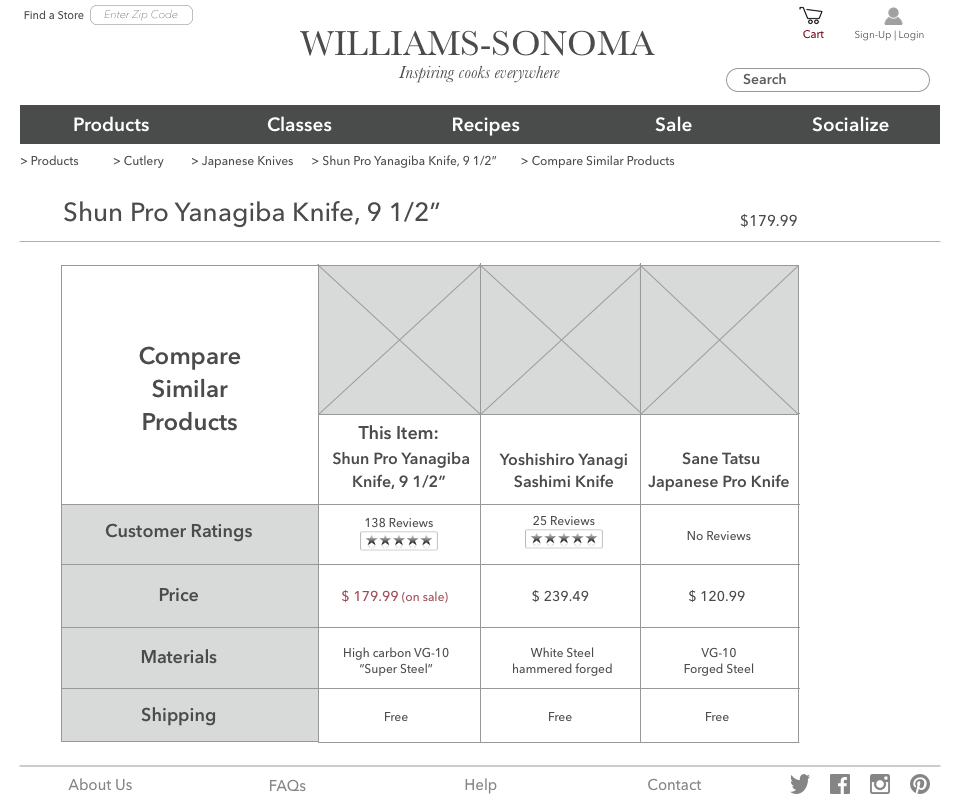 Find a Store
Enter Zip Code
Cart
Sign-Up | Login
WILLIAMS-SONOMA
Inspiring cooks everywhere
Search
Products
Classes
Recipes
Sale
Socialize
> Products
> Cutlery
> Japanese Knives
> Shun Pro Yanagiba Knife, 9 1/2”
> Compare Similar Products
Shun Pro Yanagiba Knife, 9 1/2”
$179.99
Compare
Similar
Products
This Item:
Shun Pro Yanagiba
Knife, 9 1/2”
Yoshishiro Yanagi
Sashimi Knife
Sane Tatsu
Japanese Pro Knife
Customer Ratings
138 Reviews
25 Reviews
No Reviews
Price
$ 179.99 (on sale)
$ 239.49
$ 120.99
Materials
High carbon VG-10
”Super Steel”
White Steel
hammered forged
VG-10
Forged Steel
Shipping
Free
Free
Free
About Us
FAQs
Help
Contact